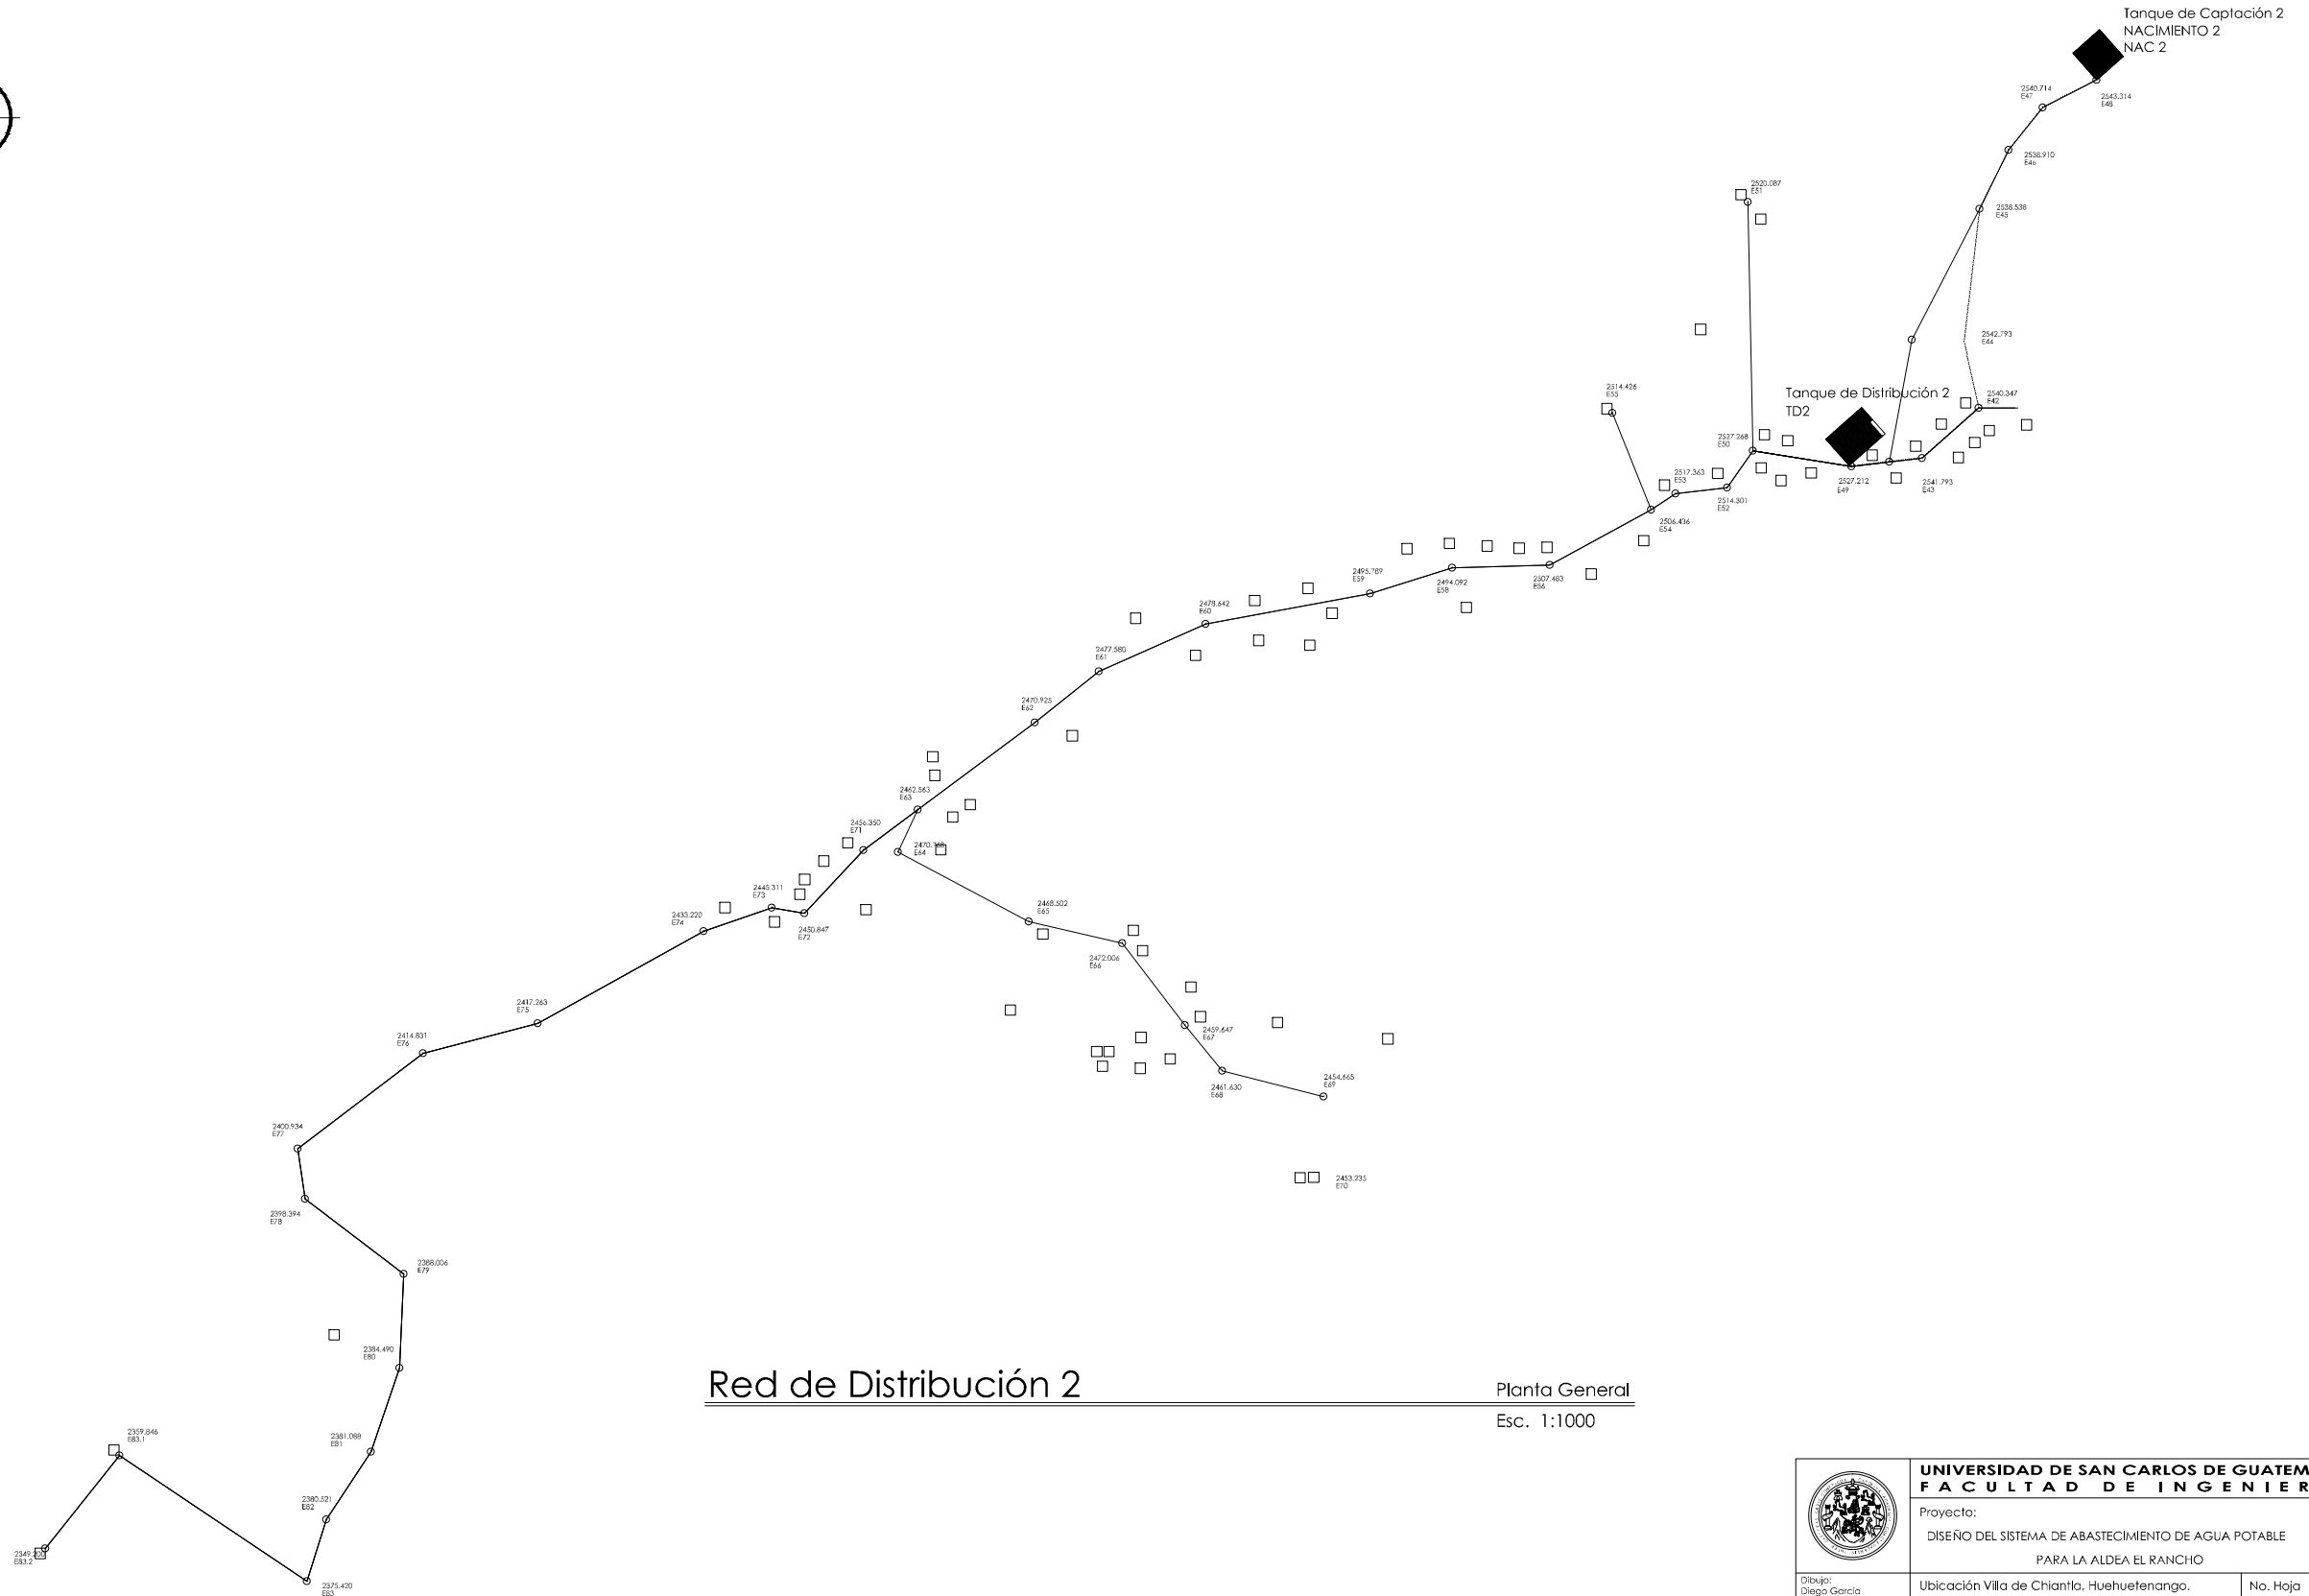 Tanque de Captación 2
NACIMIENTO 2
NAC 2
2540.714
E47
2543.314
E48
2538.910
E46
2520.087
E51
2538.538
E45
2542.793
E44
2514.426
E55
Tanque de Distribución 2
TD2
2540.347
E42
2527.268
E50
2517.363
E53
2527.212
E49
2541.793
E43
2514.301
E52
2506.436
E54
2495.789
E59
2494.092
E58
2507.483
E56
2478.642
E60
2477.580
E61
2470.925
E62
2462.563
E63
2456.350
E71
E64
2445.311
E73
2433.220
E74
2450.847
E72
2468.502
E65
2472.006
E66
2417.263
E75
2459.647
E67
2414.831
E76
2454.665
E69
2461.630
E68
2400.934
E77
2453.235
E70
2398.394
E78
2388.006
E79
2384.490
E80
Red de Distribución 2
Planta General
Esc. 1:1000
2359.846
E83.1
2381.088
E81
2380.521
E82
E83.2
2375.420
E83
UNIVERSIDAD DE SAN CARLOS DE GUATEM
FACULTAD DE INGENIER
Proyecto:
DISEÑO DEL SISTEMA DE ABASTECIMIENTO DE AGUA POTABLE
PARA LA ALDEA EL RANCHO
Dibujo:
Diego García
Ubicación Villa de Chiantla, Huehuetenango.
No. Hoja